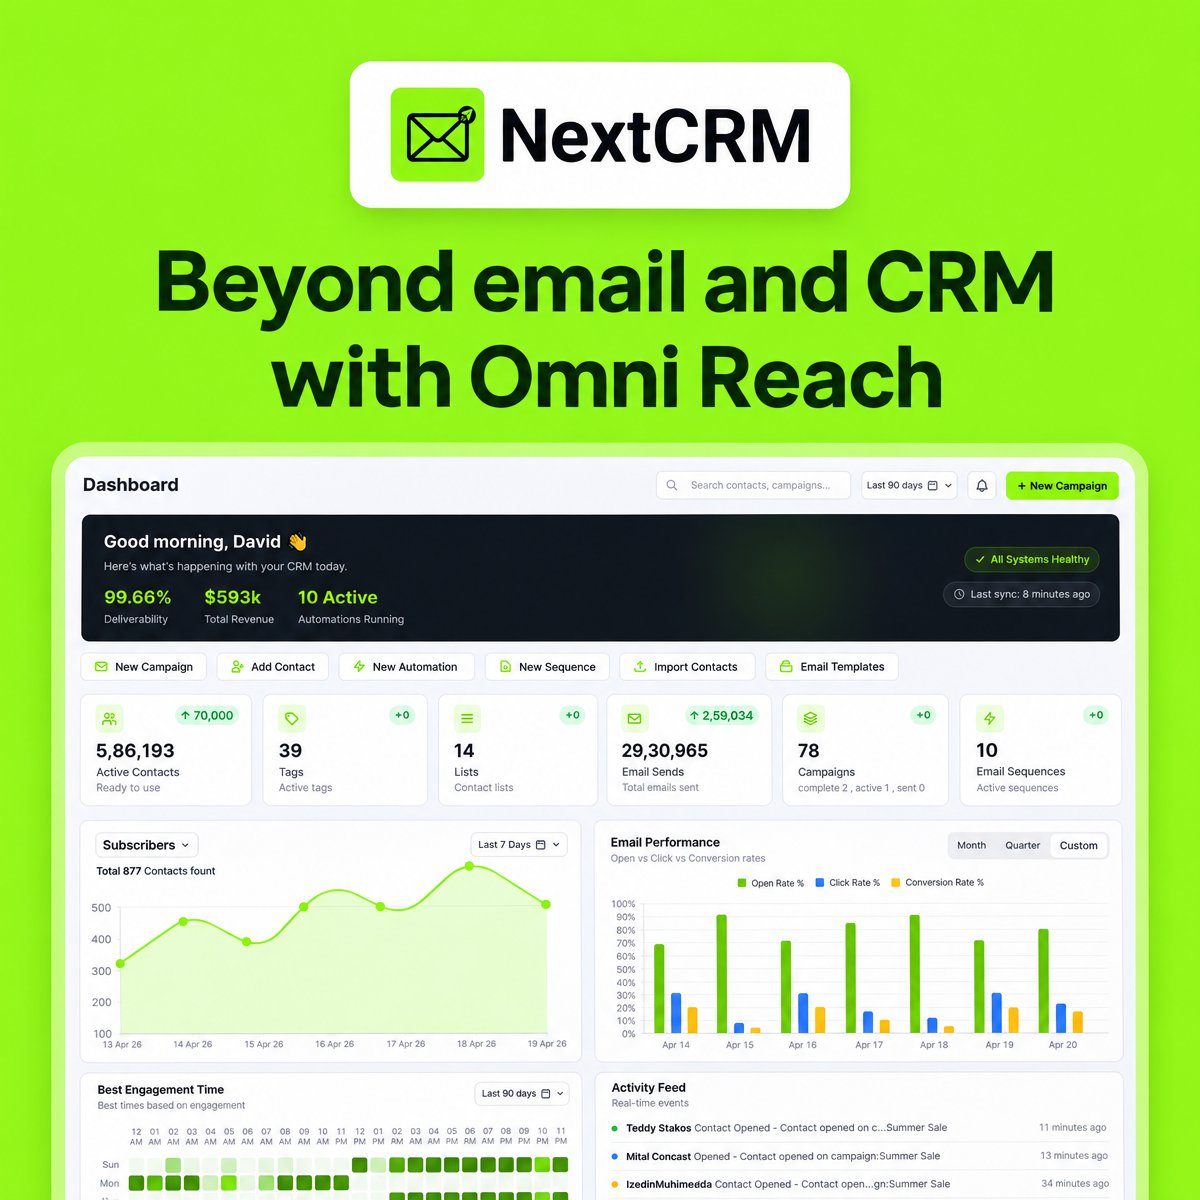 NextCRM
Beyond email and CRM
with Omni Reach
Dashboard
Search contacts, campaigns...
Last 90 days
+ New Campaign
Good morning, David 👋
Here's what's happening with your CRM today.
99.66%
$593k
10 Active
Deliverability
Total Revenue
Automations Running
All Systems Healthy
Last sync: 8 minutes ago
New Campaign
Add Contact
New Automation
New Sequence
Import Contacts
Email Templates
↑ 70,000
5,86,193
Active Contacts
Ready to use
+0
39
Tags
Active tags
+0
14
Lists
Contact lists
↑ 2,59,034
29,30,965
Email Sends
Total emails sent
+0
78
Campaigns
complete 2 , active 1 , sent 0
+0
10
Email Sequences
Active sequences
Subscribers
Last 7 Days
Total 877 Contacts fount
500
400
300
200
100
13 Apr 26 14 Apr 26 15 Apr 26 16 Apr 26 17 Apr 26 18 Apr 26 19 Apr 26
Email Performance
Open vs Click vs Conversion rates
Month Quarter Custom
Open Rate % Click Rate % Conversion Rate %
100%
90%
80%
70%
60%
50%
40%
30%
20%
10%
0%
Apr 14 Apr 15 Apr 16 Apr 17 Apr 18 Apr 19 Apr 20
Best Engagement Time
Best times based on engagement
Last 90 days
12 01 02 03 04 05 06 07 08 09 10 11 12 01 02 03 04 05 06 07 08 09 10 11
AM AM AM AM AM AM AM AM AM AM AM AM PM PM PM PM PM PM PM PM PM PM PM PM
Sun
Mon
Activity Feed
Real-time events
Teddy Stakos Contact Opened - Contact opened on c...Summer Sale
11 minutes ago
Mital Concast Opened - Contact opened on campaign:Summer Sale
13 minutes ago
Contact Opened - Contact open...gn:Summer Sale
34 minutes ago